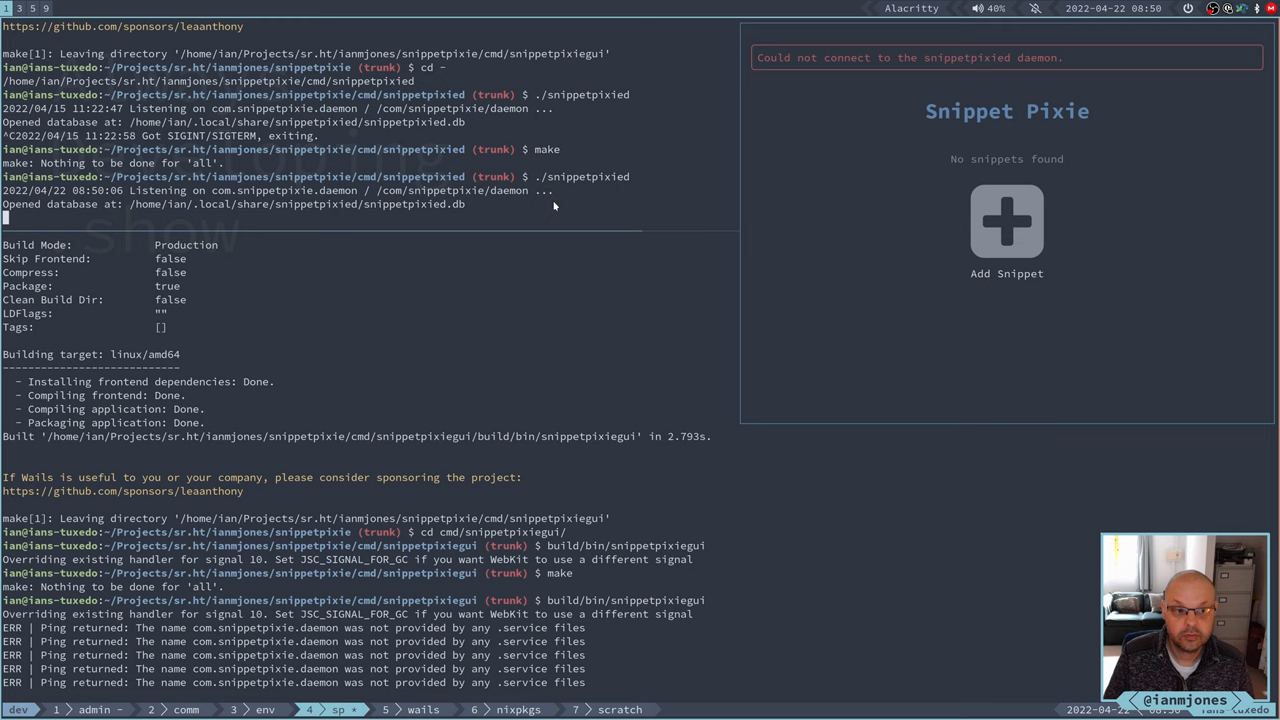 1 3 5 9
Alacritty
40%
2022-04-22 08:50
https://github.com/sponsors/leaanthony
make[1]: Leaving directory '/home/ian/Projects/sr.ht/ianmjones/snippetpixie/cmd/snippetpixiegui'
ian@ians-tuxedo:~/Projects/sr.ht/ianmjones/snippetpixie (trunk) $ cd -
/home/ian/Projects/sr.ht/ianmjones/snippetpixie/cmd/snippetpixied
ian@ians-tuxedo:~/Projects/sr.ht/ianmjones/snippetpixie/cmd/snippetpixied (trunk) $ ./snippetpixied
2022/04/15 11:22:47 Listening on com.snippetpixie.daemon / /com/snippetpixie/daemon ...
Opened database at: /home/ian/.local/share/snippetpixied/snippetpixied.db
^C2022/04/15 11:22:58 Got SIGINT/SIGTERM, exiting.
ian@ians-tuxedo:~/Projects/sr.ht/ianmjones/snippetpixie/cmd/snippetpixied (trunk) $ make
make: Nothing to be done for 'all'.
ian@ians-tuxedo:~/Projects/sr.ht/ianmjones/snippetpixie/cmd/snippetpixied (trunk) $ ./snippetpixied
2022/04/22 08:50:06 Listening on com.snippetpixie.daemon / /com/snippetpixie/daemon ...
Opened database at: /home/ian/.local/share/snippetpixied/snippetpixied.db
show
Build Mode: Production
Skip Frontend: false
Compress: false
Package: true
Clean Build Dir: false
LDFlags: ""
Tags: []
Building target: linux/amd64
----------------------------
- Installing frontend dependencies: Done.
- Compiling frontend: Done.
- Compiling application: Done.
- Packaging application: Done.
Built '/home/ian/Projects/sr.ht/ianmjones/snippetpixie/cmd/snippetpixiegui/build/bin/snippetpixiegui' in 2.793s.
If Wails is useful to you or your company, please consider sponsoring the project:
https://github.com/sponsors/leaanthony
make[1]: Leaving directory '/home/ian/Projects/sr.ht/ianmjones/snippetpixie/cmd/snippetpixiegui'
ian@ians-tuxedo:~/Projects/sr.ht/ianmjones/snippetpixie (trunk) $ cd cmd/snippetpixiegui/
ian@ians-tuxedo:~/Projects/sr.ht/ianmjones/snippetpixie/cmd/snippetpixiegui (trunk) $ build/bin/snippetpixiegui
Overriding existing handler for signal 10. Set JSC_SIGNAL_FOR_GC if you want WebKit to use a different signal
ian@ians-tuxedo:~/Projects/sr.ht/ianmjones/snippetpixie/cmd/snippetpixiegui (trunk) $ make
make: Nothing to be done for 'all'.
ian@ians-tuxedo:~/Projects/sr.ht/ianmjones/snippetpixie/cmd/snippetpixiegui (trunk) $ build/bin/snippetpixiegui
Overriding existing handler for signal 10. Set JSC_SIGNAL_FOR_GC if you want WebKit to use a different signal
ERR | Ping returned: The name com.snippetpixie.daemon was not provided by any .service files
ERR | Ping returned: The name com.snippetpixie.daemon was not provided by any .service files
ERR | Ping returned: The name com.snippetpixie.daemon was not provided by any .service files
ERR | Ping returned: The name com.snippetpixie.daemon was not provided by any .service files
ERR | Ping returned: The name com.snippetpixie.daemon was not provided by any .service files
Could not connect to the snippetpixied daemon.
Snippet Pixie
No snippets found
Add Snippet
@ianmjones
dev 1 admin - 2 comm 3 env 4 sp * 5 wails 6 nixpkgs 7 scratch
2022-04-22